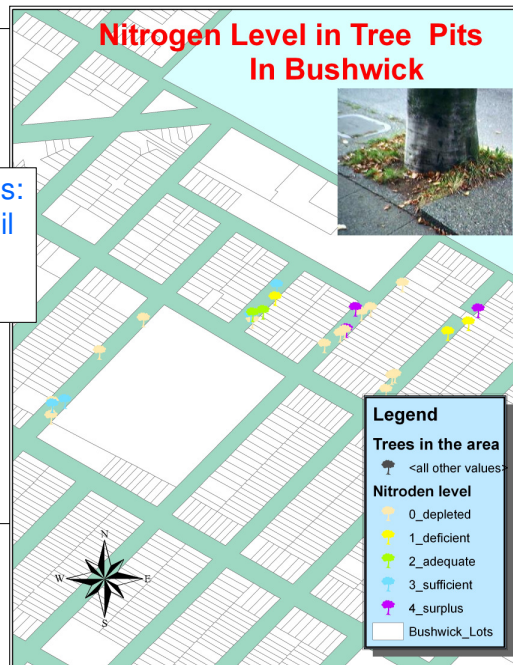 Nitrogen Level in Tree Pits
In Bushwick
s:
il
Legend
Trees in the area
<all other values>
Nitroden level
0_depleted
1_deficient
2_adequate
3_sufficient
4_surplus
Bushwick_Lots
N
W
E
S